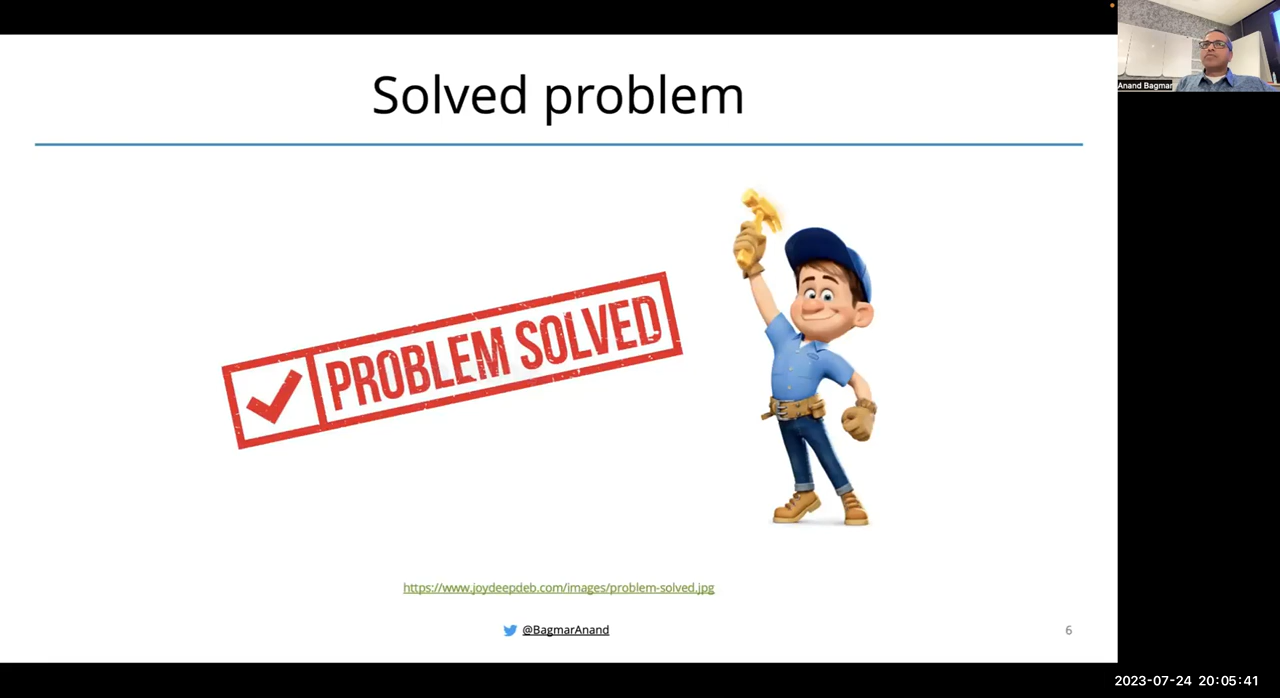 Solved problem
PROBLEM SOLVED
https://www.joydeepdeb.com/images/problem-solved.jpg
@BagmarAnand
6
Anand Bagmar
2023-07-24 20:05:41